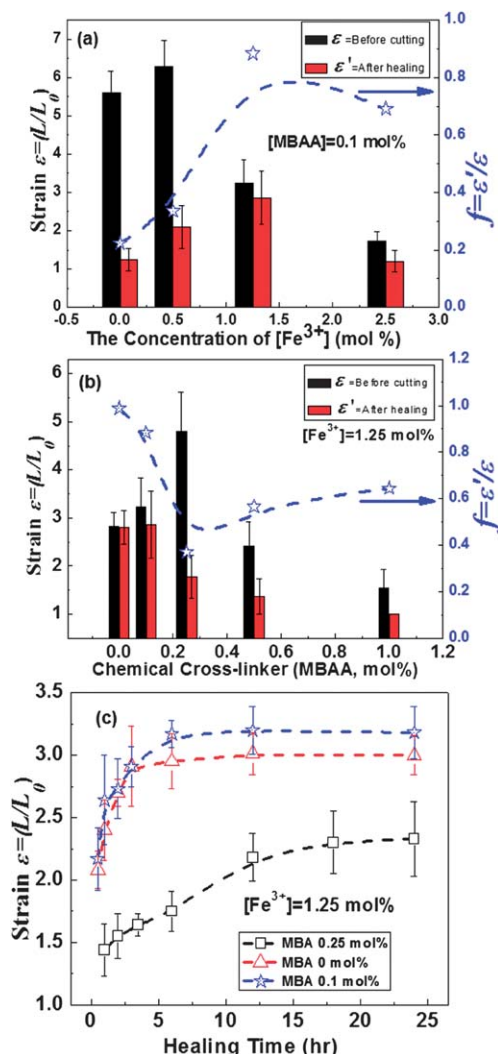 (a)
ε =Before cutting
ε'=After healing
[MBAA]=0.1 mol%
Strain ε=(L/L0)
f=ε'/ε
7
6
5
4
3
2
1
0
1.0
0.8
0.6
0.4
0.2
0.0
-0.5 0.0 0.5 1.0 1.5 2.0 2.5 3.0
The Concentration of [Fe3+] (mol %)
(b)
ε =Before cutting
ε'=After healing
[Fe3+]=1.25 mol%
Strain ε=(L/L0)
f=ε'/ε
6
5
4
3
2
1
1.2
1.0
0.8
0.6
0.4
0.2
0.0
0.0 0.2 0.4 0.6 0.8 1.0 1.2
Chemical Cross-linker (MBAA, mol%)
(c)
Strain ε=(L/L0)
3.5
3.0
2.5
2.0
1.5
1.0
[Fe3+]=1.25 mol%
MBA 0.25 mol%
MBA 0 mol%
MBA 0.1 mol%
0 5 10 15 20 25
Healing Time (hr)